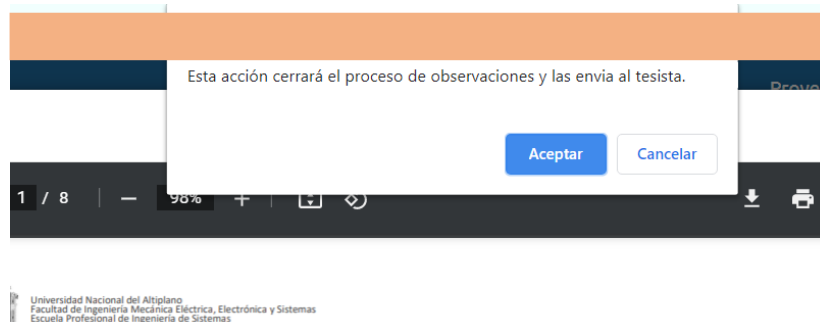 Esta acción cerrará el proceso de observaciones y las envia al tesista.
Aceptar Cancelar
1 / 8 98%
Universidad Nacional del Altiplano
Facultad de Ingeniería Mecánica Eléctrica, Electrónica y Sistemas
Escuela Profesional de Ingeniería de Sistemas